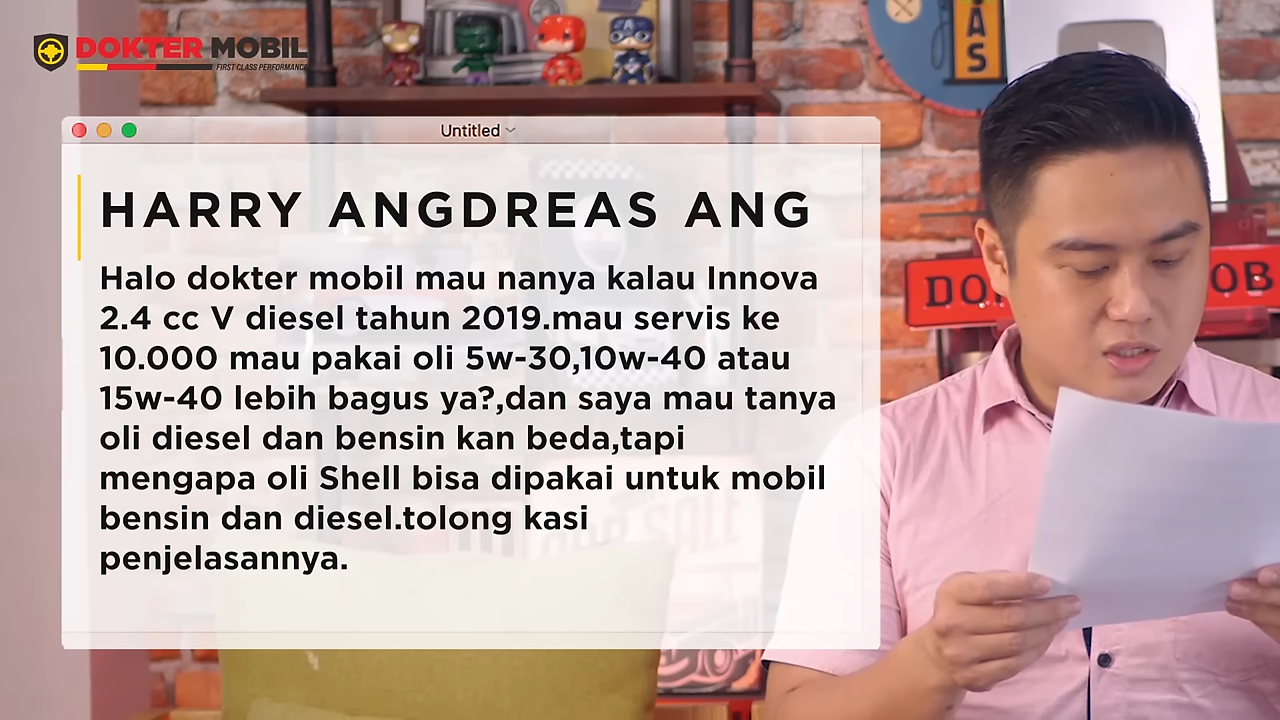 DOKTER MOBIL
FIRST CLASS PERFORMANCE
AS
Untitled
HARRY ANGDREAS ANG
Halo dokter mobil mau nanya kalau Innova
2.4 cc V diesel tahun 2019.mau servis ke
10.000 mau pakai oli 5w-30,10w-40 atau
15w-40 lebih bagus ya?,dan saya mau tanya
oli diesel dan bensin kan beda,tapi
mengapa oli Shell bisa dipakai untuk mobil
bensin dan diesel.tolong kasi
penjelasannya.
DO
OB